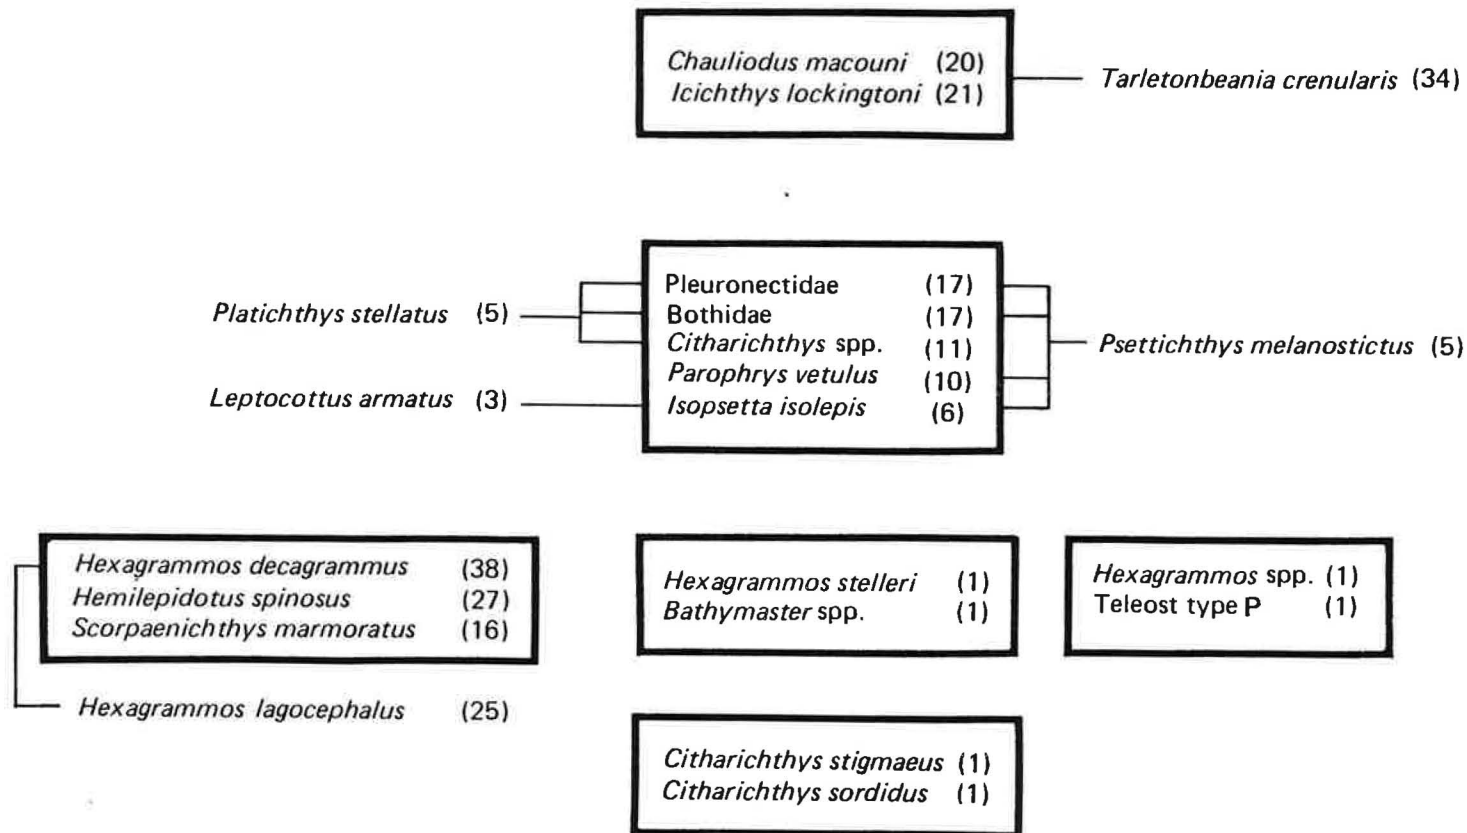 Chauliodus macouni (20)
Icichthys lockingtoni (21)
Tarletonbeania crenularis (34)
Platichthys stellatus (5)
Leptocottus armatus (3)
Pleuronectidae (17)
Bothidae (17)
Citharichthys spp. (11)
Parophrys vetulus (10)
Isopsetta isolepis (6)
Psettichthys melanostictus (5)
Hexagrammos decagrammus (38)
Hemilepidotus spinosus (27)
Scorpaenichthys marmoratus (16)
Hexagrammos lagocephalus (25)
Hexagrammos stelleri (1)
Bathymaster spp. (1)
Hexagrammos spp. (1)
Teleost type P (1)
Citharichthys stigmaeus (1)
Citharichthys sordidus (1)